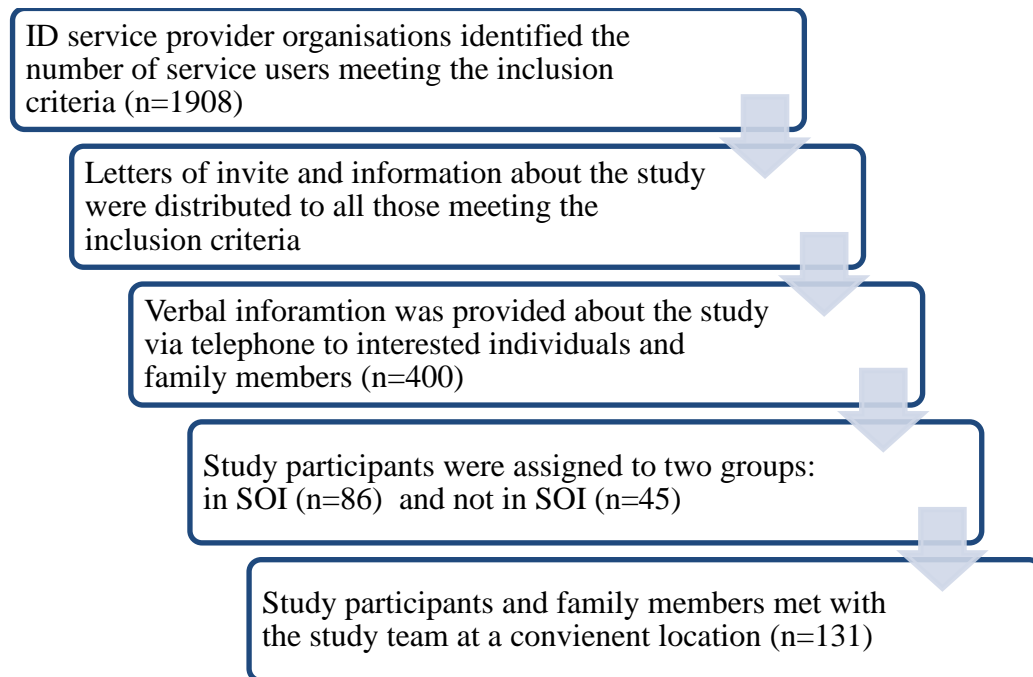 ID service provider organisations identified the
number of service users meeting the inclusion
criteria (n=1908)
Letters of invite and information about the study
were distributed to all those meeting the
inclusion criteria
Verbal inforamtion was provided about the study
via telephone to interested individuals and
family members (n=400)
Study participants were assigned to two groups:
in SOI (n=86) and not in SOI (n=45)
Study participants and family members met with
the study team at a convienent location (n=131)